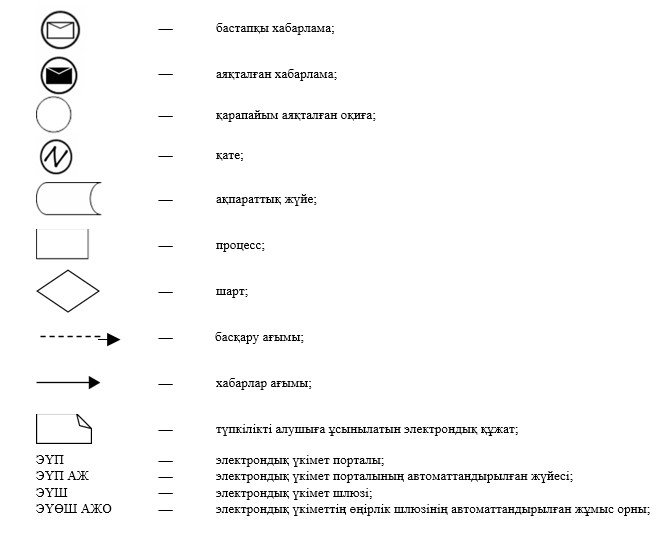 — бастапқы хабарлама;
— аяқталған хабарлама;
— қарапайым аяқталған оқиға;
— қате;
— ақпараттық жүйе;
— процесс;
— шарт;
— басқару ағымы;
— хабарлар ағымы;
— түпкілікті алушыға ұсынылатын электрондық құжат;
ЭҮП — электрондық үкімет порталы;
ЭҮП АЖ — электрондық үкімет порталының автоматтандырылған жүйесі;
ЭҮШ — электрондық үкімет шлюзі;
ЭҮӨШ АЖО — электрондық үкіметтің өңірлік шлюзінің автоматтандырылған жұмыс орны;